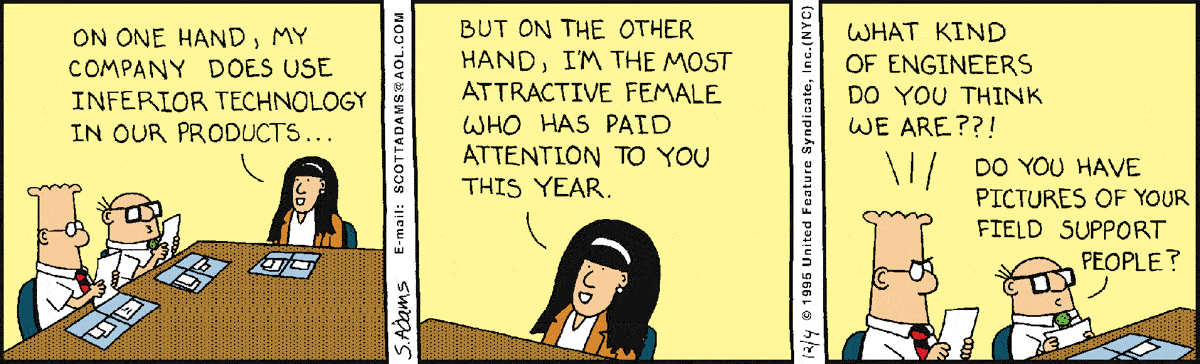 ON ONE HAND, MY
COMPANY DOES USE
INFERIOR TECHNOLOGY
IN OUR PRODUCTS...
S.Adams
E-mail: SCOTTADAMS@AOL.COM
BUT ON THE OTHER
HAND, I'M THE MOST
ATTRACTIVE FEMALE
WHO HAS PAID
ATTENTION TO YOU
THIS YEAR.
12/4 © 1995 United Feature Syndicate, Inc.(NYC)
WHAT KIND
OF ENGINEERS
DO YOU THINK
WE ARE??!
DO YOU HAVE
PICTURES OF YOUR
FIELD SUPPORT
PEOPLE?